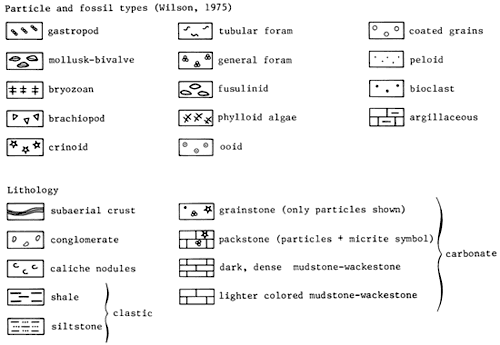 Particle and fossil types (Wilson, 1975)
gastropod
tubular foram
coated grains
mollusk-bivalve
general foram
peloid
bryozoan
fusulinid
bioclast
brachiopod
phylloid algae
argillaceous
crinoid
ooid
Lithology
subaerial crust
grainstone (only particles shown)
conglomerate
packstone (particles + micrite symbol)
carbonate
caliche nodules
dark, dense mudstone-wackestone
shale
lighter colored mudstone-wackestone
clastic
siltstone